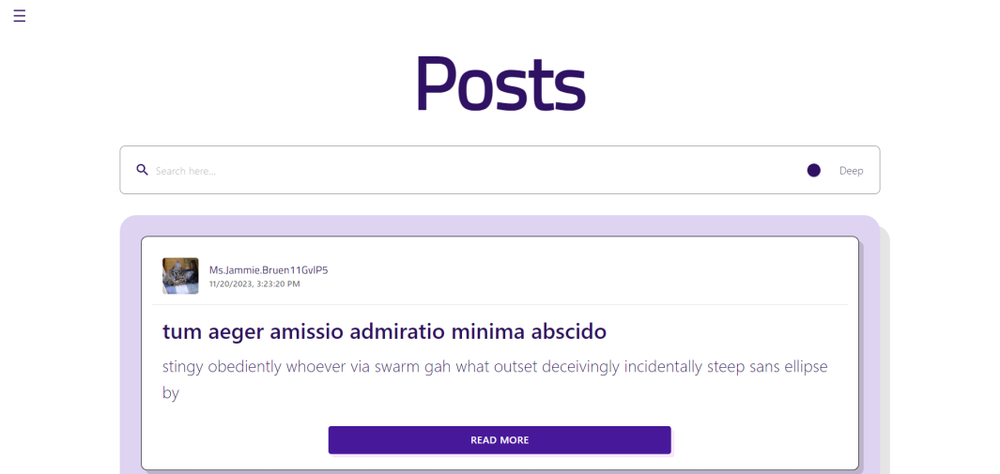 Posts
Search here...
Deep
Ms.Jammie.Bruen11GvlP5
11/20/2023, 3:23:20 PM
tum aeger amissio admiratio minima abscido
stingy obediently whoever via swarm gah what outset deceivingly incidentally steep sans ellipse
by
READ MORE